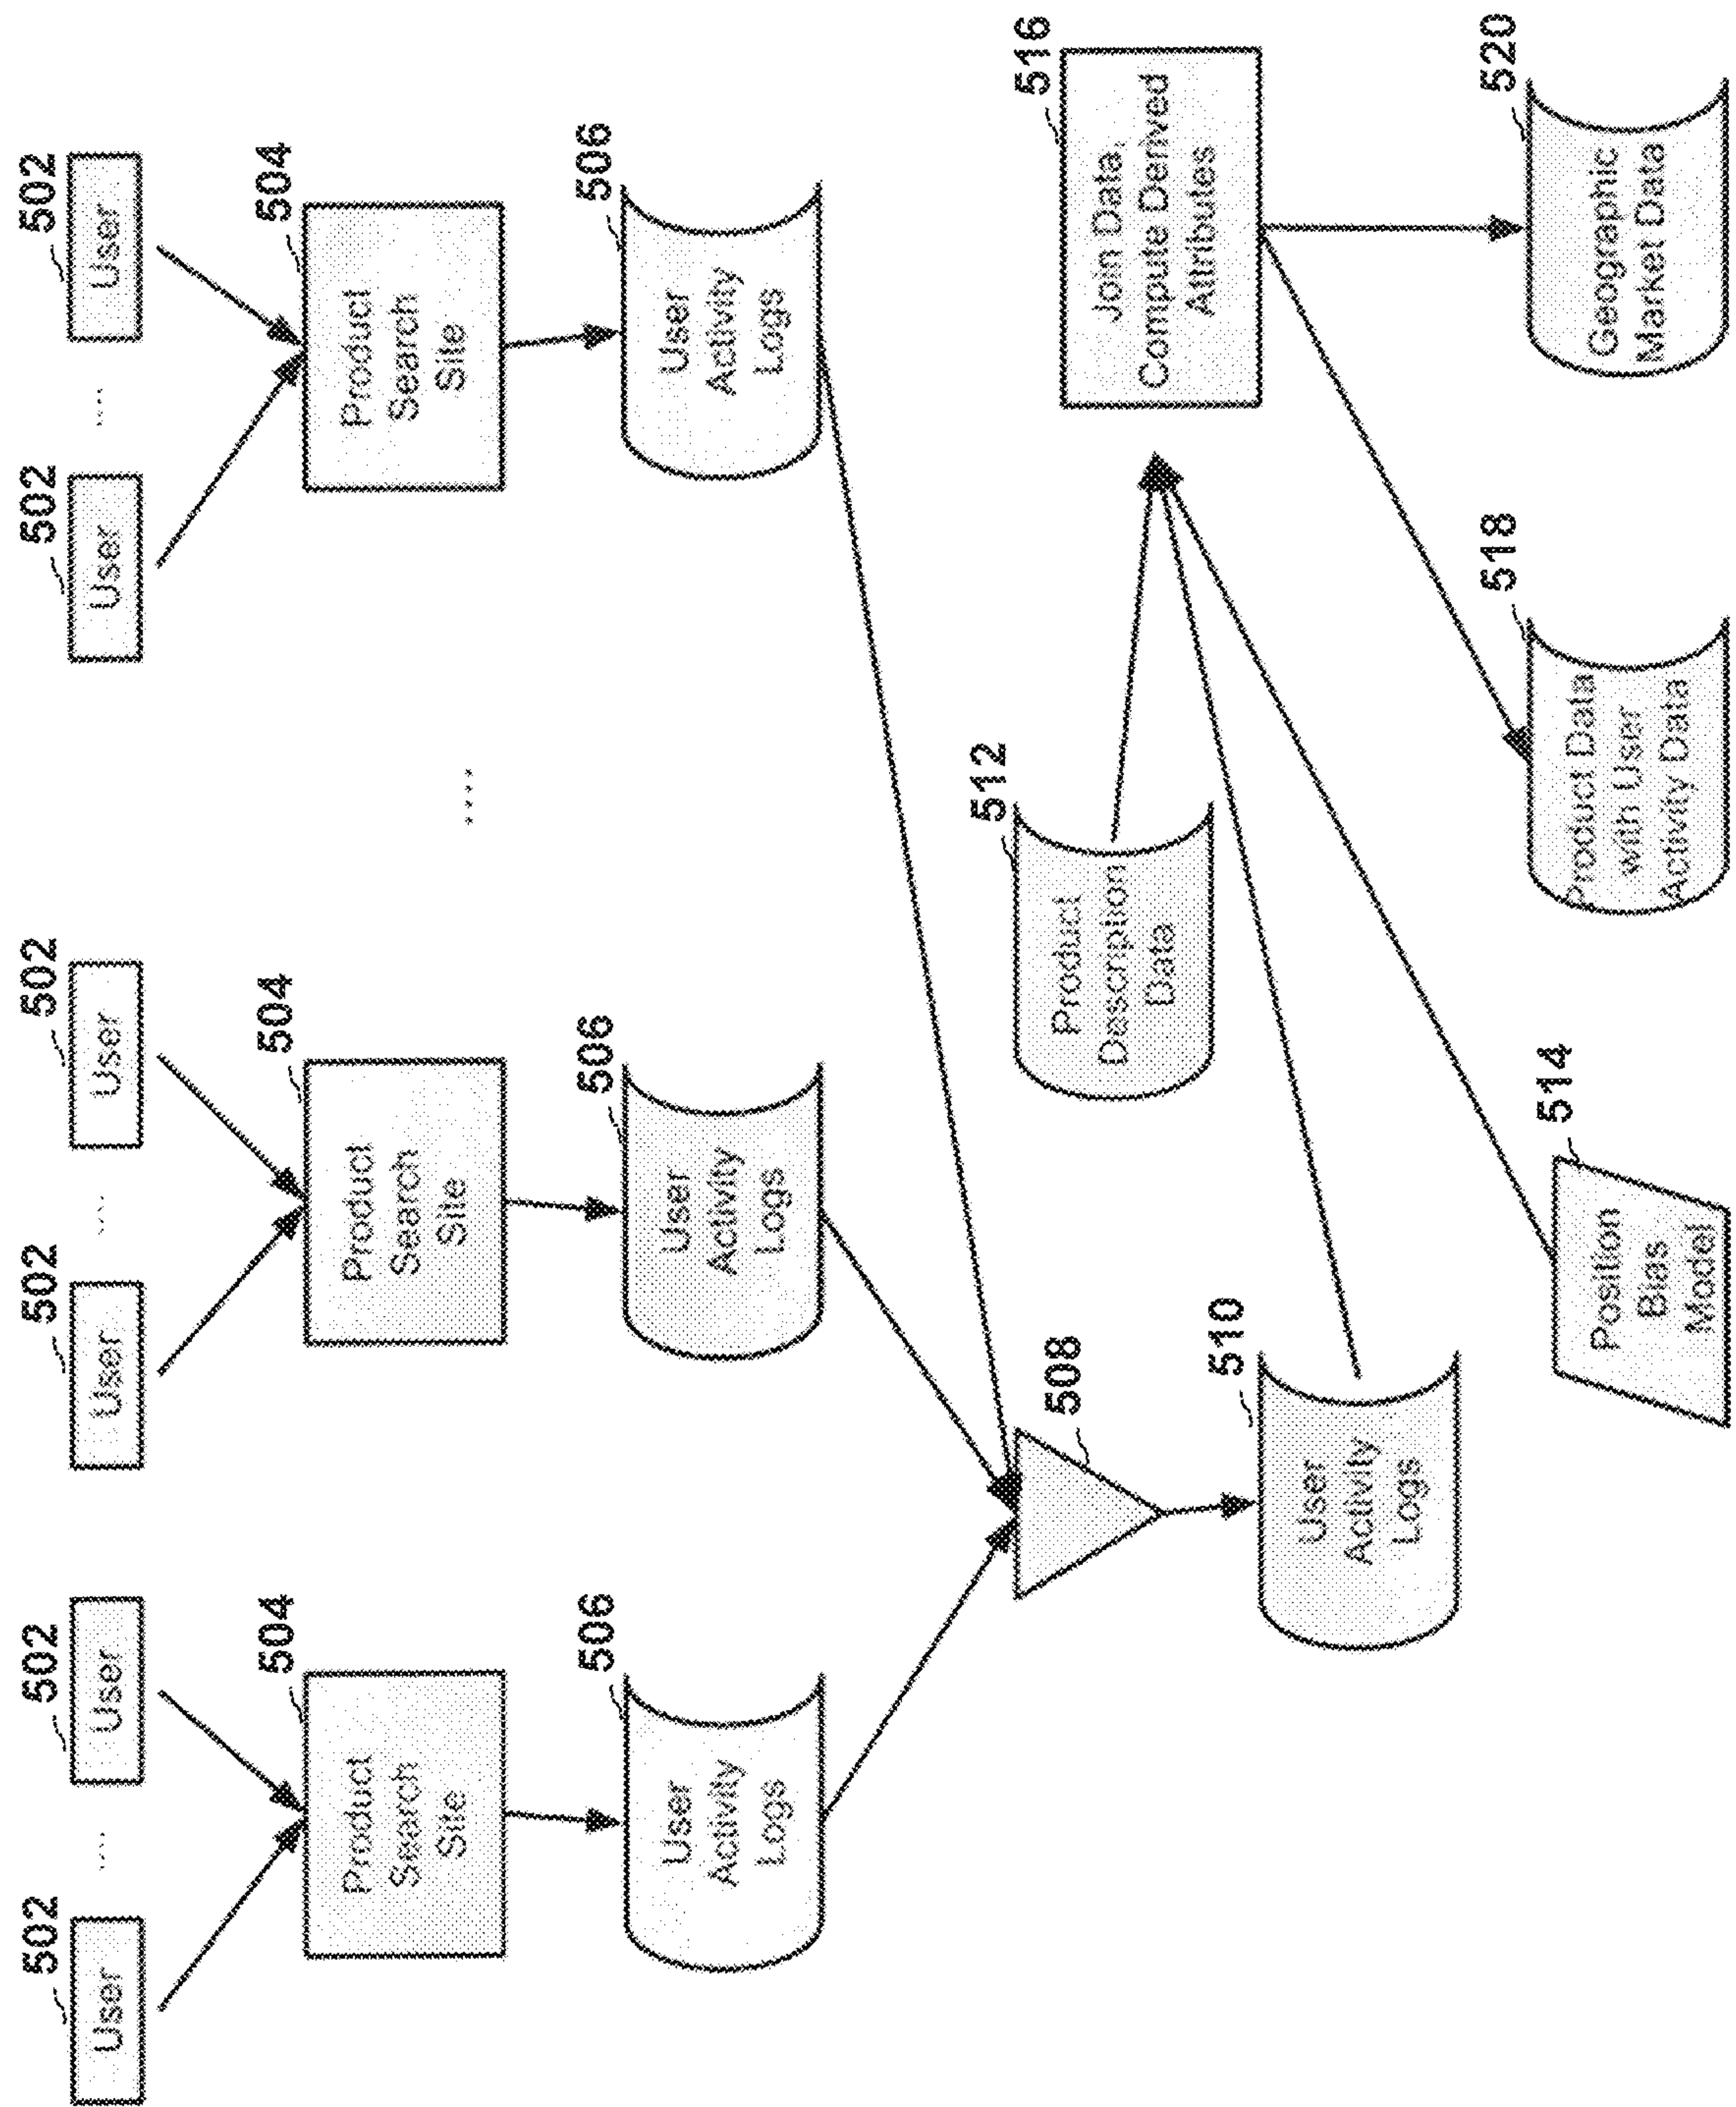 502
User
....
502
User
502
User
....
502
User
502
User
....
502
User
504
Product
Search
Site
504
Product
Search
Site
....
504
Product
Search
Site
506
User
Activity
Logs
506
User
Activity
Logs
506
User
Activity
Logs
508
510
User
Activity
Logs
512
Product
Description
Data
514
Position
Bias
Model
516
Join Data,
Compute Derived
Attributes
518
Product Data
with User
Activity Data
520
Geographic
Market Data